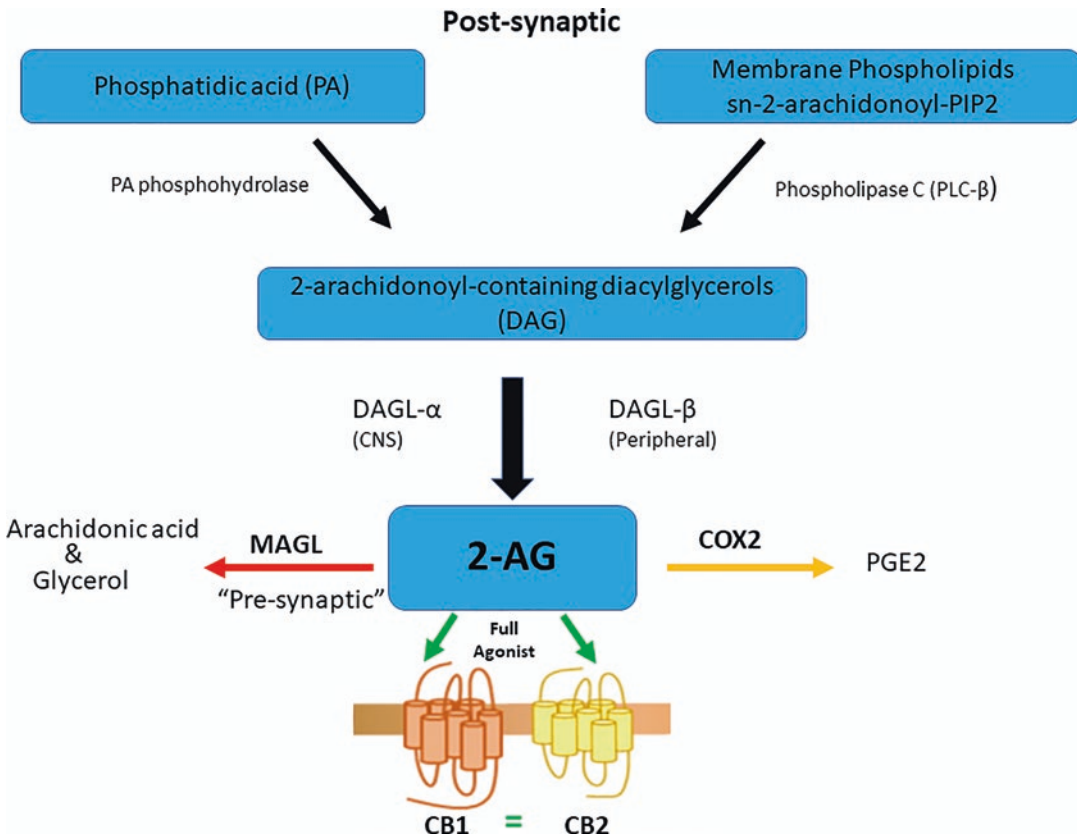 Post-synaptic
Phosphatidic acid (PA)
Membrane Phospholipids
sn-2-arachidonoyl-PIP2
PA phosphohydrolase
Phospholipase C (PLC-β)
2-arachidonoyl-containing diacylglycerols
(DAG)
DAGL-α
(CNS)
DAGL-β
(Peripheral)
Arachidonic acid
&
Glycerol
MAGL
"Pre-synaptic"
2-AG
COX2
PGE2
Full
Agonist
CB1 = CB2